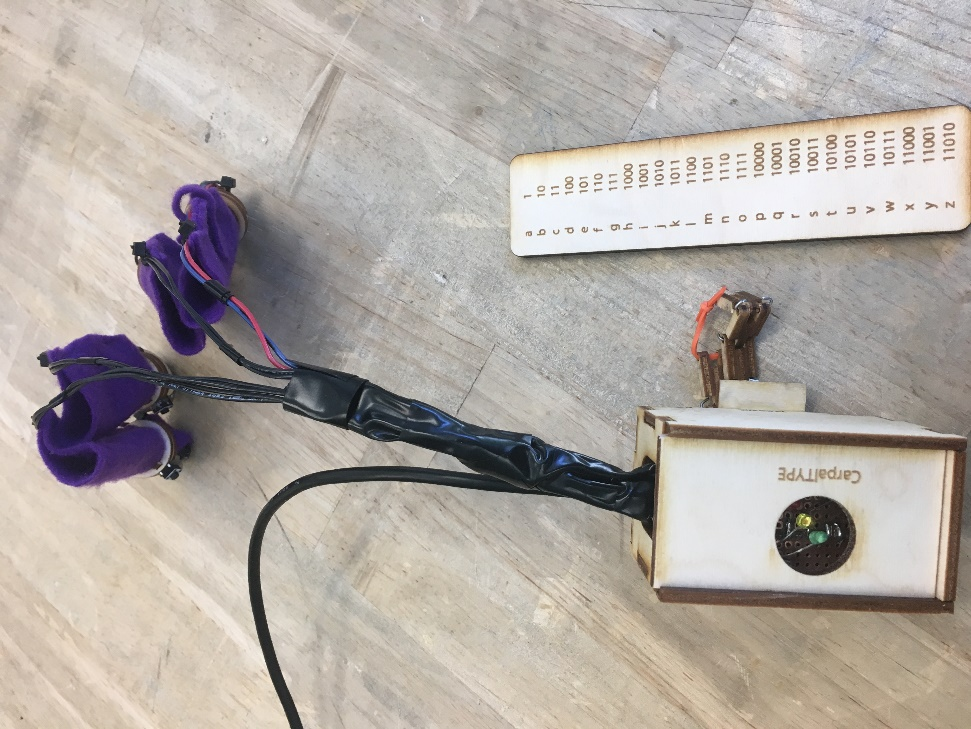 a 1
b 10
c 11
d 100
e 101
f 110
g 111
h 1000
i 1001
j 1010
k 1011
l 1100
m 1101
n 1110
o 1111
p 10000
q 10001
r 10010
s 10011
t 10100
u 10101
v 10110
w 10111
x 11000
y 11001
z 11010
CarpalTYPE